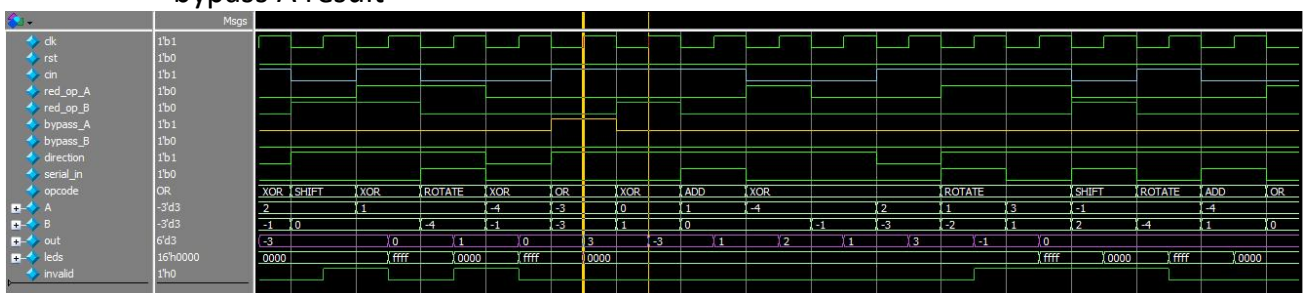 bypass A result
Msgs
clk 1'b1
rst 1'b0
cin 1'b1
red_op_A 1'b0
red_op_B 1'b0
bypass_A 1'b1
bypass_B 1'b0
direction 1'b1
serial_in 1'b0
opcode OR XOR SHIFT XOR ROTATE XOR OR XOR ADD XOR ROTATE SHIFT ROTATE ADD OR
A -3'd3 2 1 -4 -3 0 1 -4 2 1 3 -1 -4
B -3'd3 -1 0 -4 -1 -3 1 0 -1 -3 -2 1 2 -4 1 0
out 6'd3 -3 0 1 0 3 -3 1 2 1 3 -1 0
leds 16'h0000 0000 ffff 0000 ffff 0000 ffff 0000 ffff 0000
invalid 1'h0